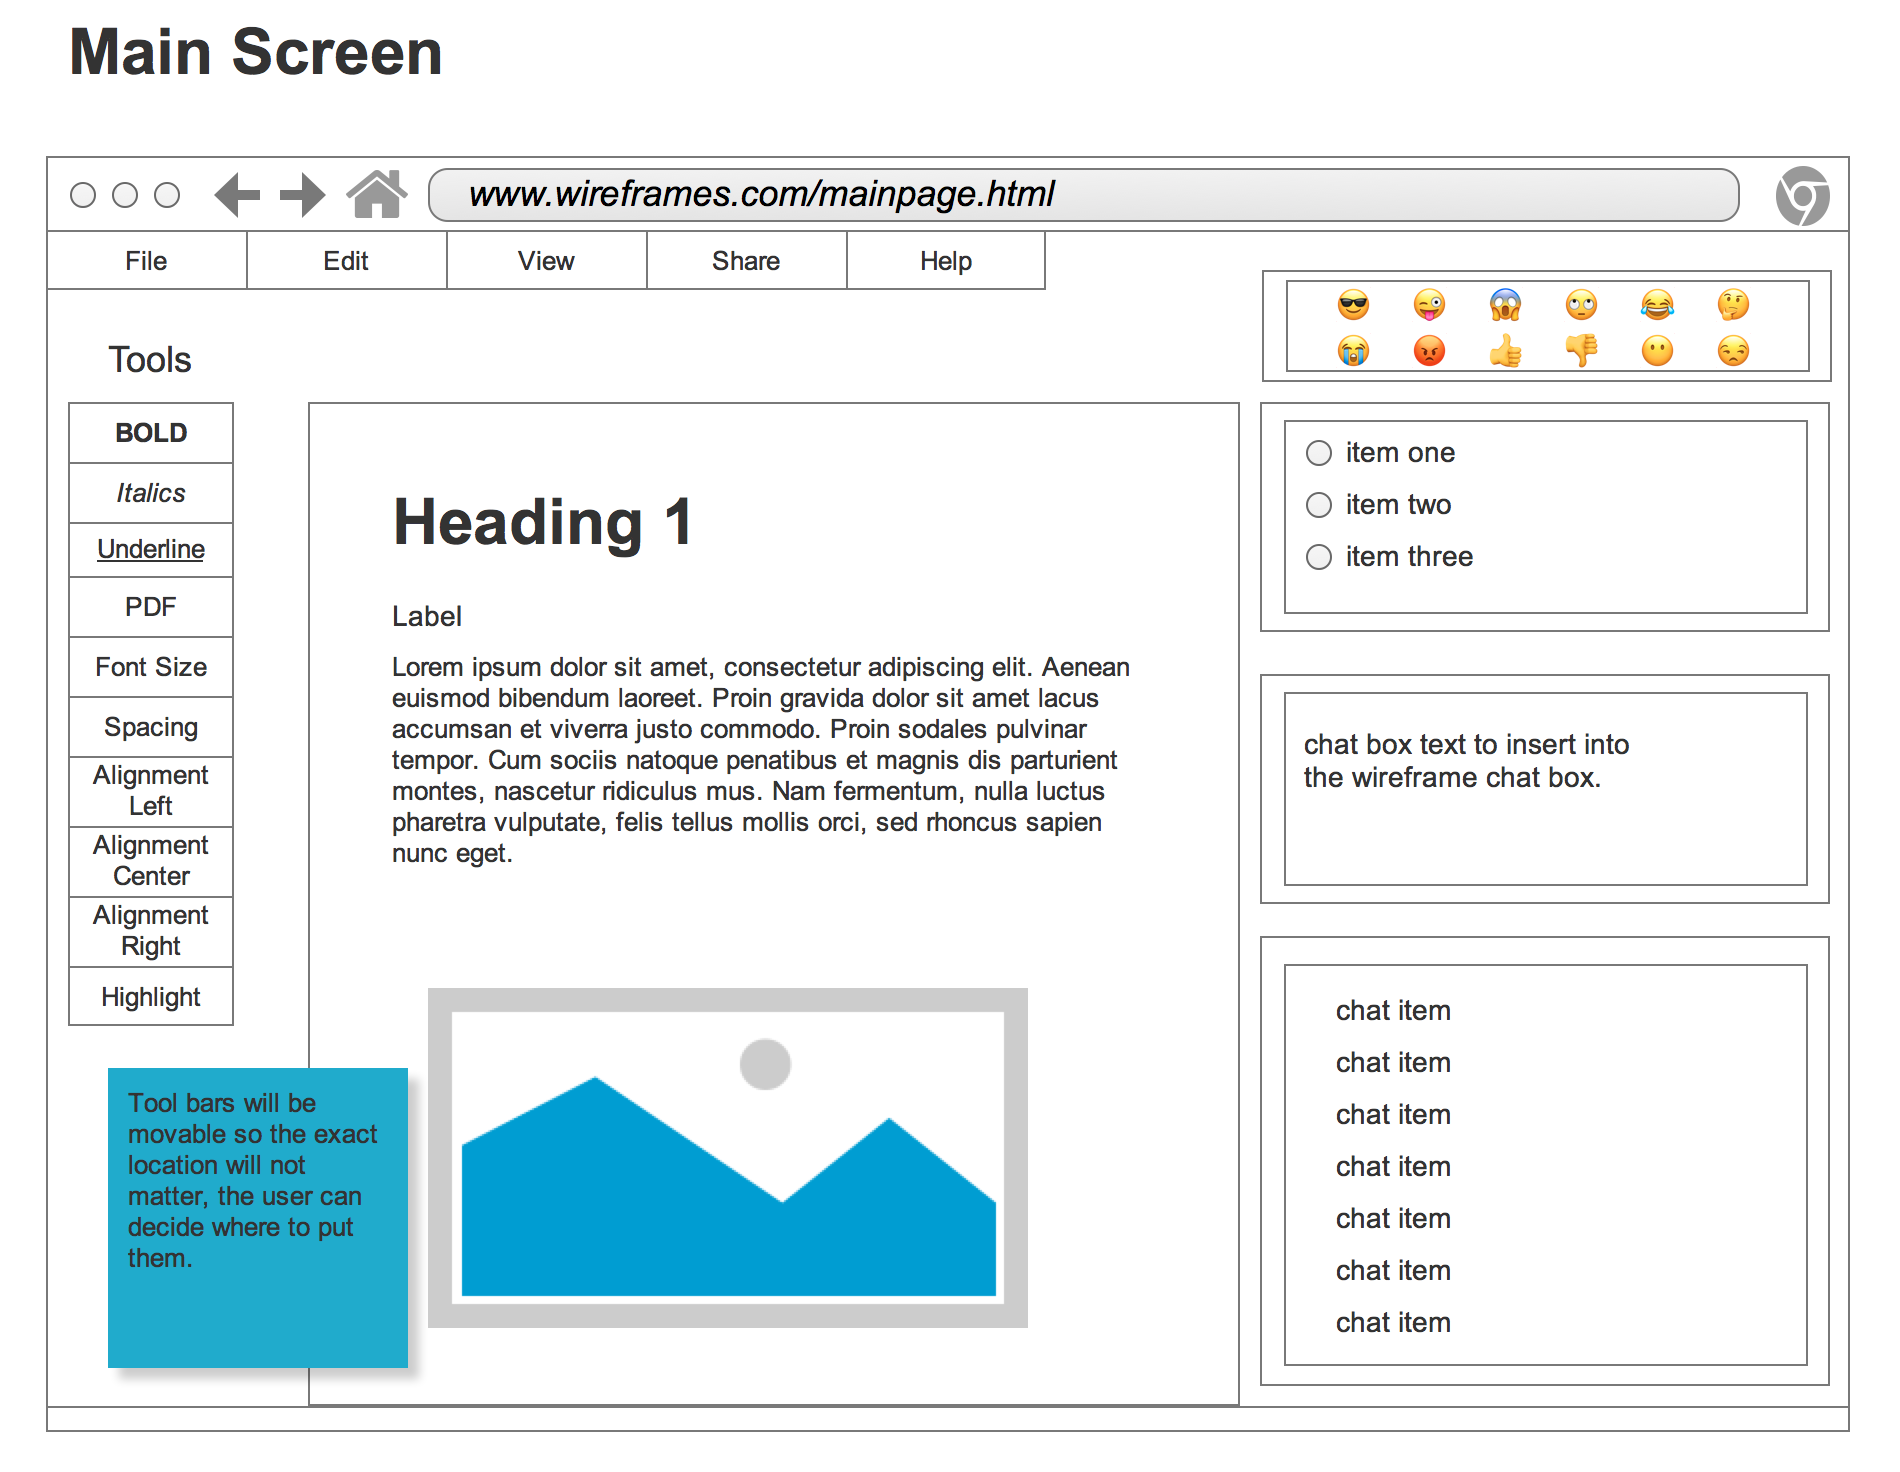 Main Screen
www.wireframes.com/mainpage.html
File
Edit
View
Share
Help
Tools
BOLD
Italics
Underline
PDF
Font Size
Spacing
Alignment
Left
Alignment
Center
Alignment
Right
Highlight
Tool bars will be
movable so the exact
location will not
matter, the user can
decide where to put
them.
Heading 1
Label
Lorem ipsum dolor sit amet, consectetur adipiscing elit. Aenean
euismod bibendum laoreet. Proin gravida dolor sit amet lacus
accumsan et viverra justo commodo. Proin sodales pulvinar
tempor. Cum sociis natoque penatibus et magnis dis parturient
montes, nascetur ridiculus mus. Nam fermentum, nulla luctus
pharetra vulputate, felis tellus mollis orci, sed rhoncus sapien
nunc eget.
item one
item two
item three
chat box text to insert into
the wireframe chat box.
chat item
chat item
chat item
chat item
chat item
chat item
chat item